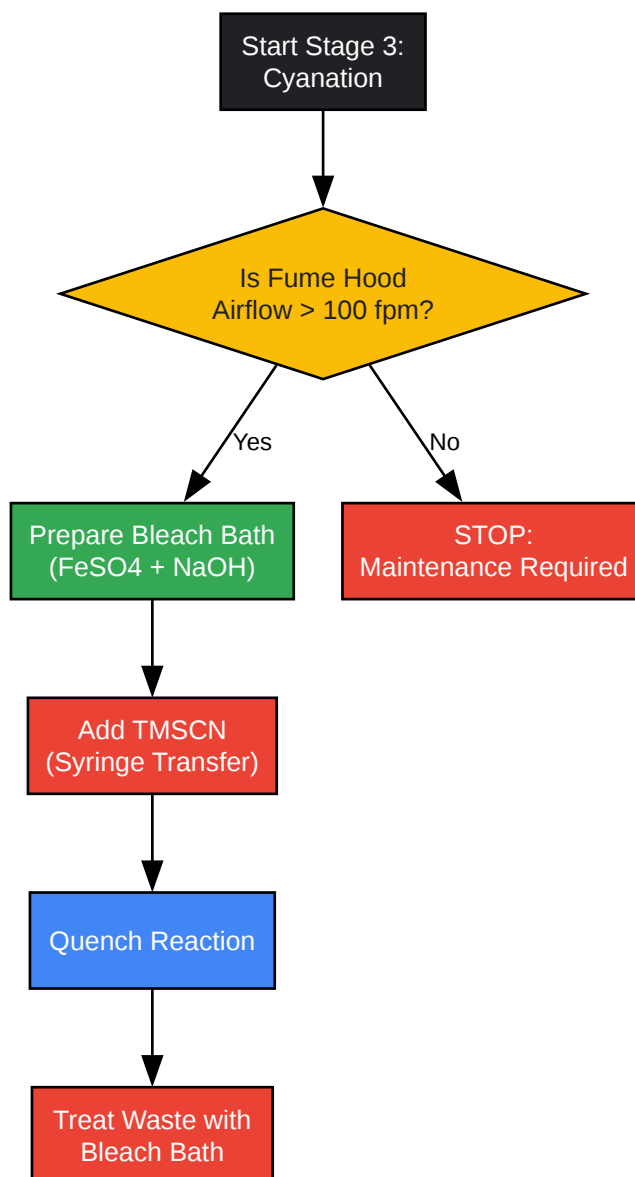 Start Stage 3:
Cyanation
Is Fume Hood
Airflow > 100 fpm?
Yes
No
Prepare Bleach Bath
(FeSO4 + NaOH)
STOP:
Maintenance Required
Add TMSCN
(Syringe Transfer)
Quench Reaction
Treat Waste with
Bleach Bath